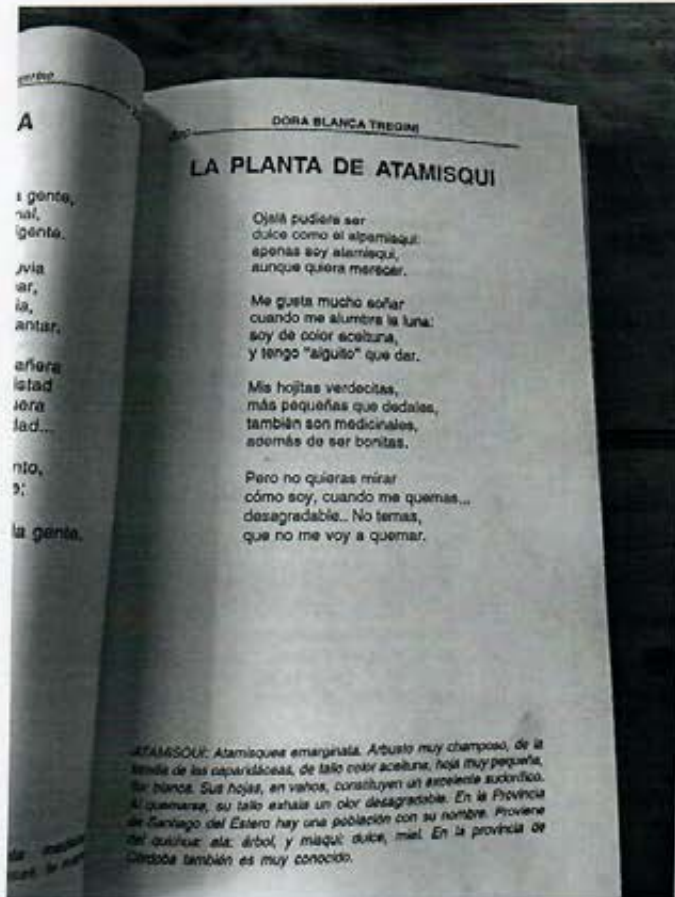 A
a gente,
igente.
antar.
istad
la gente.
DORA BLANCA TREGINI
LA PLANTA DE ATAMISQUI
Ojalá pudiera ser
dulce como el alpamisqui:
apenas soy atamisqui,
aunque quiera merecer.
Me gusta mucho soñar
cuando me alumbra la luna:
soy de color aceituna,
y tengo "alguito" que dar.
Mis hojitas verdecitas,
más pequeñas que dedales,
también son medicinales,
además de ser bonitas.
Pero no quieras mirar
cómo soy, cuando me quemas...
desagradable.. No temas,
que no me voy a quemar.
ATAMISQUI: Atamisquea emarginata. Arbusto muy champoso, de la
familia de las caparidáceas, de tallo color aceituna, hoja muy pequeña,
flor blanca. Sus hojas, en vahos, constituyen un excelente sudorífico.
Al quemarse, su tallo exhala un olor desagradable. En la Provincia
de Santiago del Estero hay una población con su nombre. Proviene
del quichua: ata: árbol, y misqui: dulce, miel. En la provincia de
Córdoba también es muy conocido.